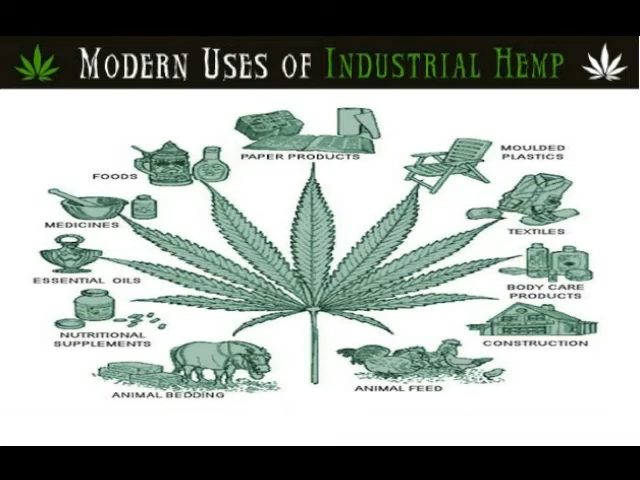 MODERN USES OF INDUSTRIAL HEMP
PAPER PRODUCTS
MOULDED
PLASTICS
FOODS
TEXTILES
MEDICINES
BODY CARE
PRODUCTS
ESSENTIAL OILS
CONSTRUCTION
NUTRITIONAL
SUPPLEMENTS
ANIMAL FEED
ANIMAL BEDDING